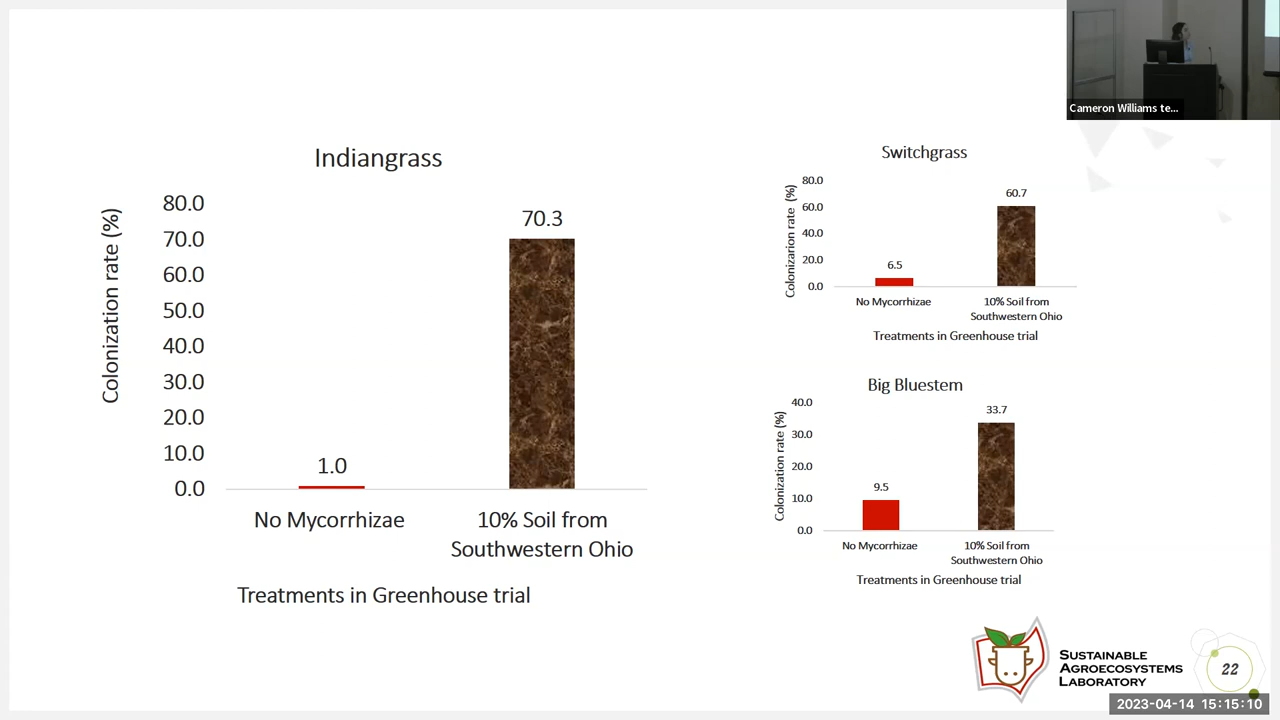 Cameron Williams te...
Indiangrass
Colonization rate (%)
80.0
70.0
60.0
50.0
40.0
30.0
20.0
10.0
0.0
1.0
70.3
No Mycorrhizae
10% Soil from
Southwestern Ohio
Treatments in Greenhouse trial
Switchgrass
Colonizarion rate (%)
80.0
60.0
40.0
20.0
0.0
6.5
60.7
No Mycorrhizae
10% Soil from
Southwestern Ohio
Treatments in Greenhouse trial
Big Bluestem
Colonization rate (%)
40.0
30.0
20.0
10.0
0.0
9.5
33.7
No Mycorrhizae
10% Soil from
Southwestern Ohio
Treatments in Greenhouse trial
SUSTAINABLE
AGROECOSYSTEMS
LABORATORY
22
2023-04-14 15:15:10